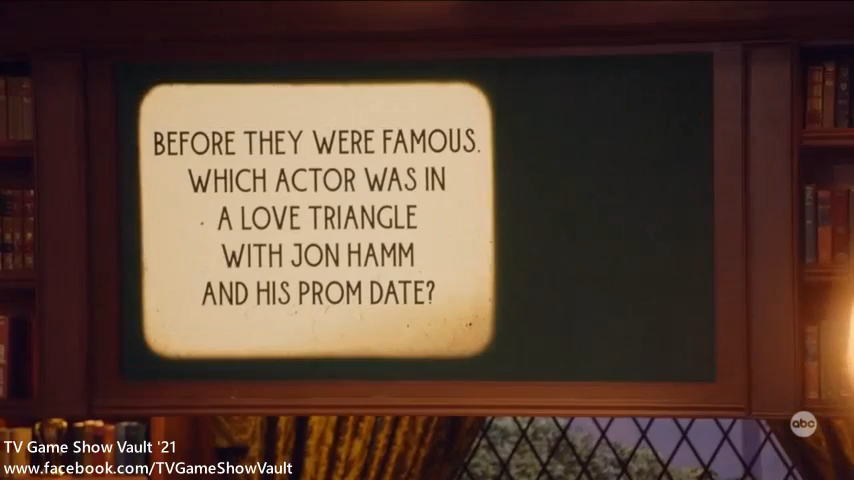 BEFORE THEY WERE FAMOUS.
WHICH ACTOR WAS IN
A LOVE TRIANGLE
WITH JON HAMM
AND HIS PROM DATE?
abc
TV Game Show Vault '21
www.facebook.com/TVGameShowVault